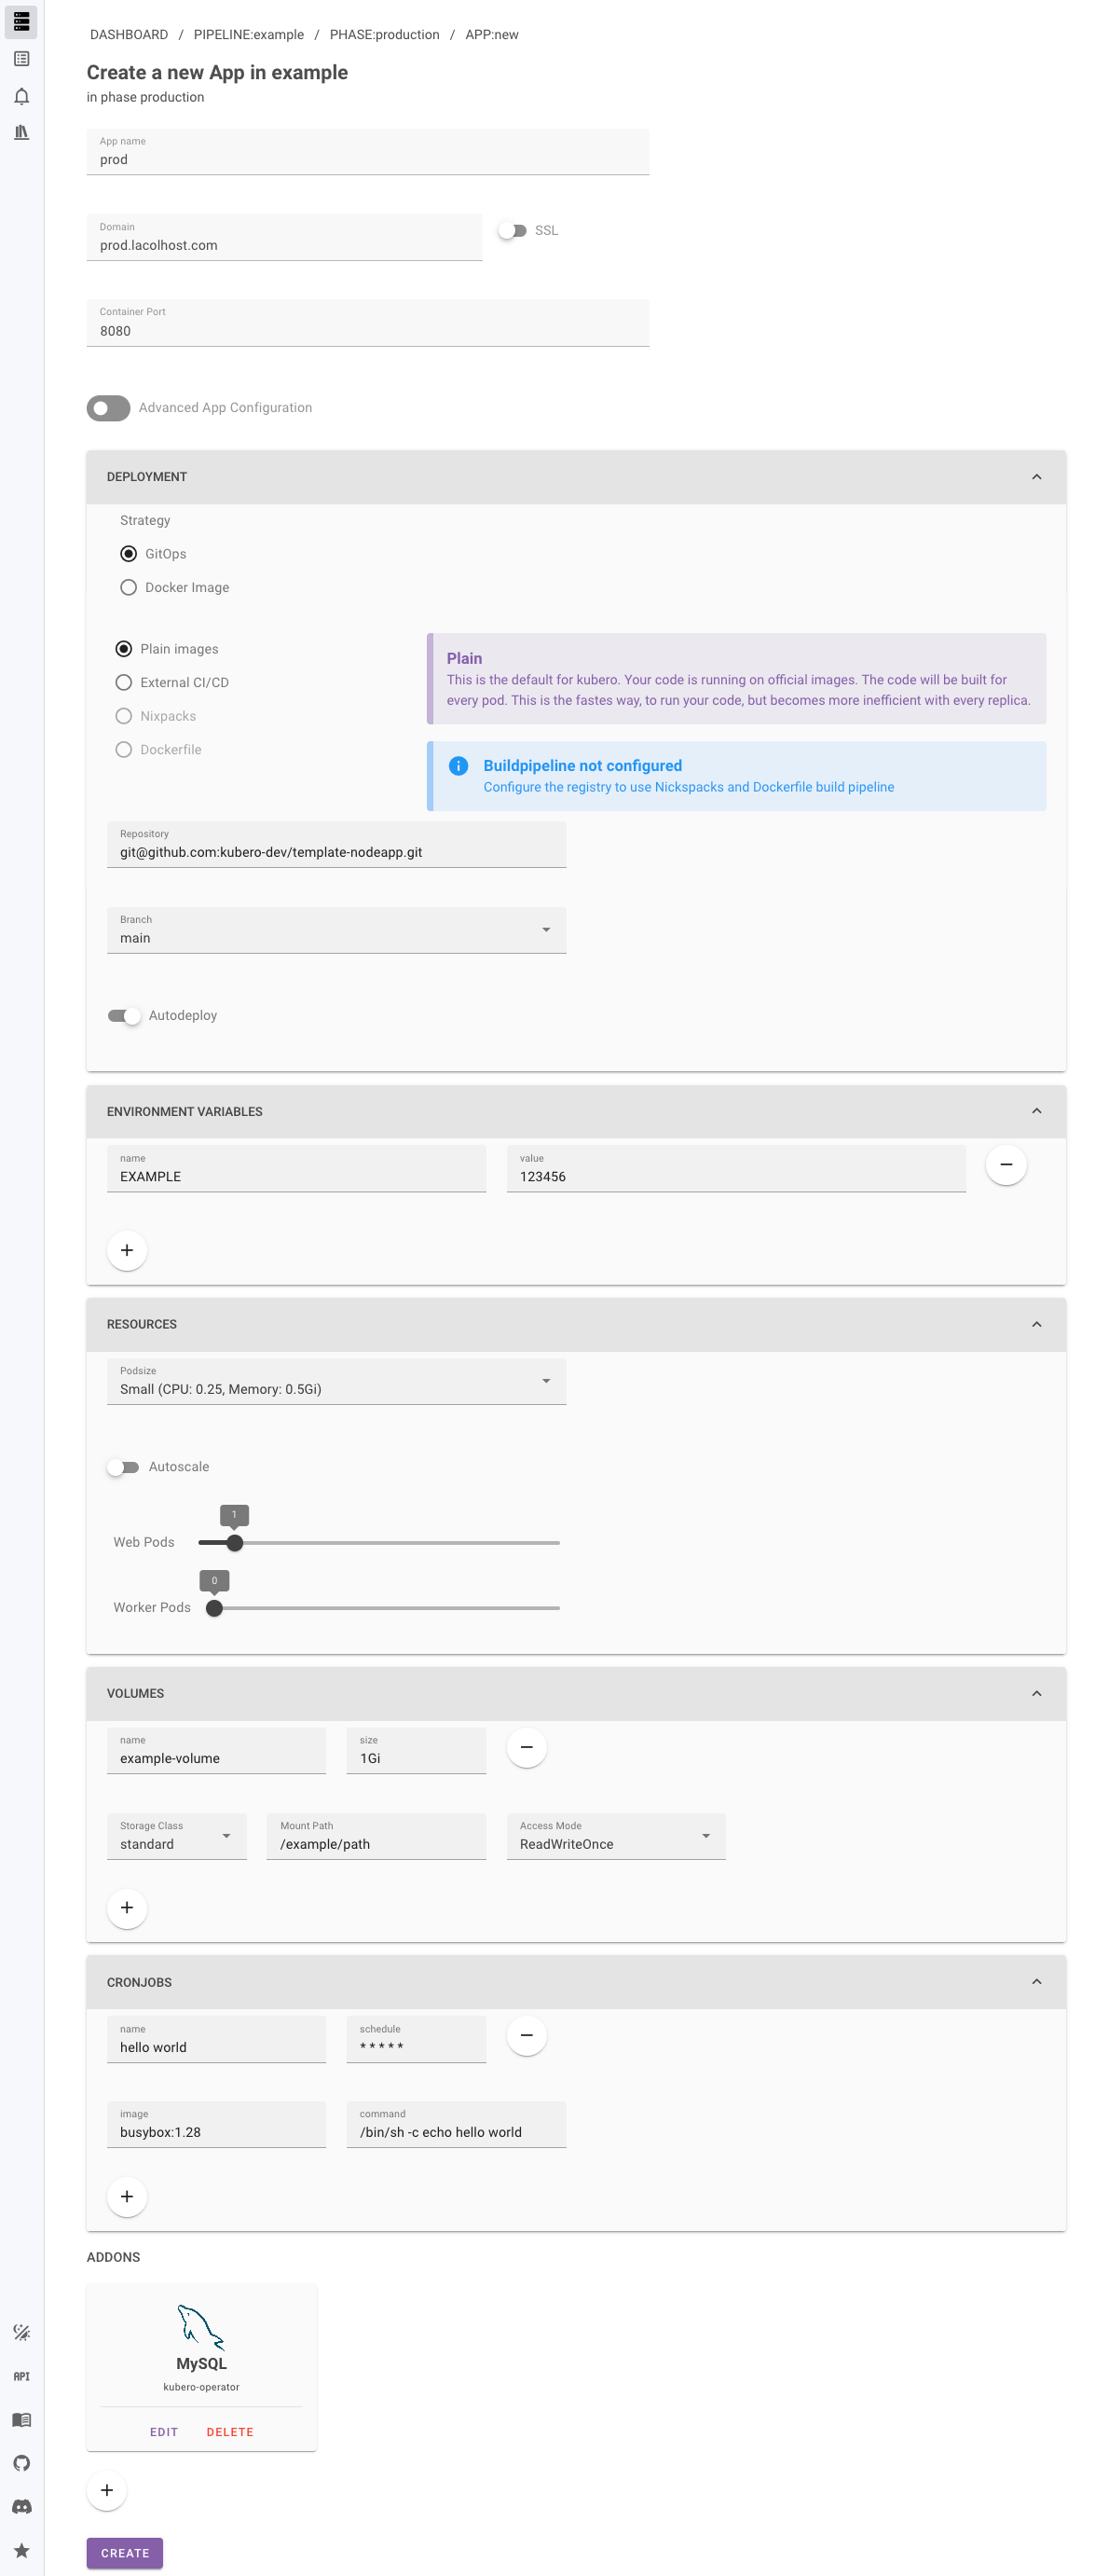 DASHBOARD / PIPELINE:example / PHASE:production / APP:new
Create a new App in example
in phase production
App name
prod
Domain
prod.lacolhost.com
SSL
Container Port
8080
Advanced App Configuration
DEPLOYMENT
Strategy
GitOps
Docker Image
Plain images
External CI/CD
Nixpacks
Dockerfile
Plain
This is the default for kubero. Your code is running on official images. The code will be built for
every pod. This is the fastes way, to run your code, but becomes more inefficient with every replica.
Buildpipeline not configured
Configure the registry to use Nickspacks and Dockerfile build pipeline
Repository
git@github.com:kubero-dev/template-nodeapp.git
Branch
main
Autodeploy
ENVIRONMENT VARIABLES
name
EXAMPLE
value
123456
RESOURCES
Podsize
Small (CPU: 0.25, Memory: 0.5Gi)
Autoscale
1
Web Pods
0
Worker Pods
VOLUMES
name
example-volume
size
1Gi
Storage Class
standard
Mount Path
/example/path
Access Mode
ReadWriteOnce
CRONJOBS
name
hello world
schedule
* * * * *
image
busybox:1.28
command
/bin/sh -c echo hello world
ADDONS
MySQL
kubero-operator
EDIT DELETE
API
CREATE